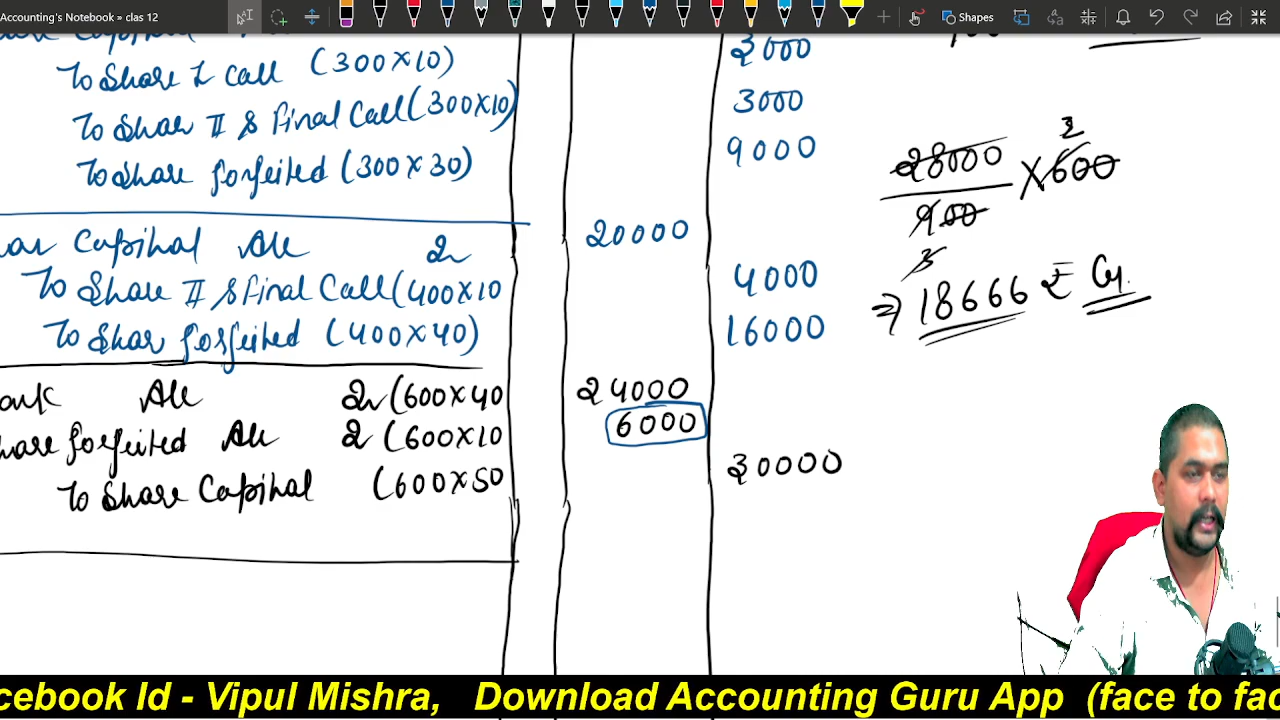 Accounting's Notebook » clas 12
Shapes
To Share I Call (300×10)
3000
To Share II & Final Call (300×10)
3000
To Share forfeited (300×30)
9000
28000
900
×600
2
3
⇒ 18666 ₹ Cr.
Capital A/c Dr
20000
To Share II & Final Call (400×10
4000
To Share forfeited (400×40)
16000
A/c Dr (600×40
24000
forfeited A/c Dr (600×10
6000
To Share Capital (600×50
30000
cebook Id - Vipul Mishra, Download Accounting Guru App (face to fac